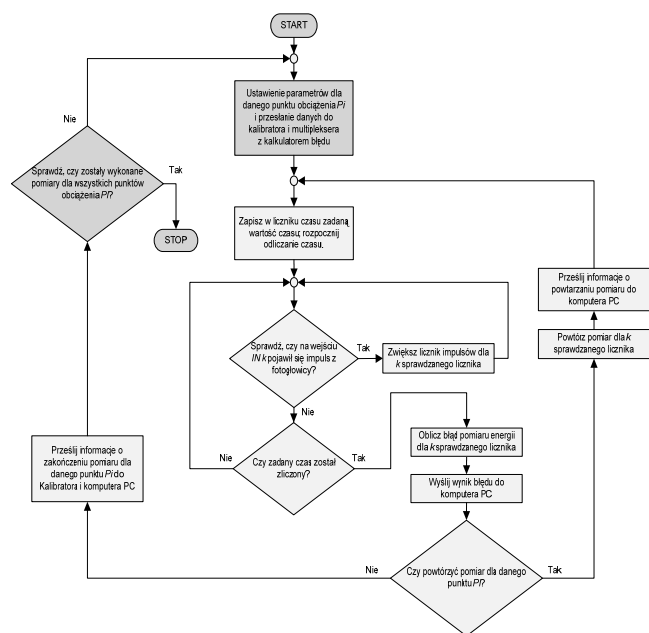 START
Ustawienie parametrów dla
danego punktu obciążenia Pi
i przesłanie danych do
kalibratora i multipleksera
z kalkulatorem błędu
Nie
Sprawdź, czy zostały wykonane
pomiary dla wszystkich punktów
obciążenia PI?
Tak
STOP
Zapisz w liczniku czasu zadaną
wartość czasu; rozpocznij
odliczanie czasu.
Prześlij informacje o
powtarzaniu pomiaru do
komputera PC
Powtórz pomiar dla k
sprawdzanego licznika
Sprawdź, czy na wejściu
IN k pojawił się impuls z
fotogłowicy?
Tak
Zwiększ licznik impulsów dla
k sprawdzanego licznika
Nie
Nie
Czy zadany czas został
zliczony?
Tak
Oblicz błąd pomiaru energii
dla k sprawdzanego licznika
Wyślij wynik błędu do
komputera PC
Prześlij informacje o
zakończeniu pomiaru dla
danego punktu Pi do
Kalibratora i komputera PC
Nie
Czy powtórzyć pomiar dla danego
punktu PI?
Tak